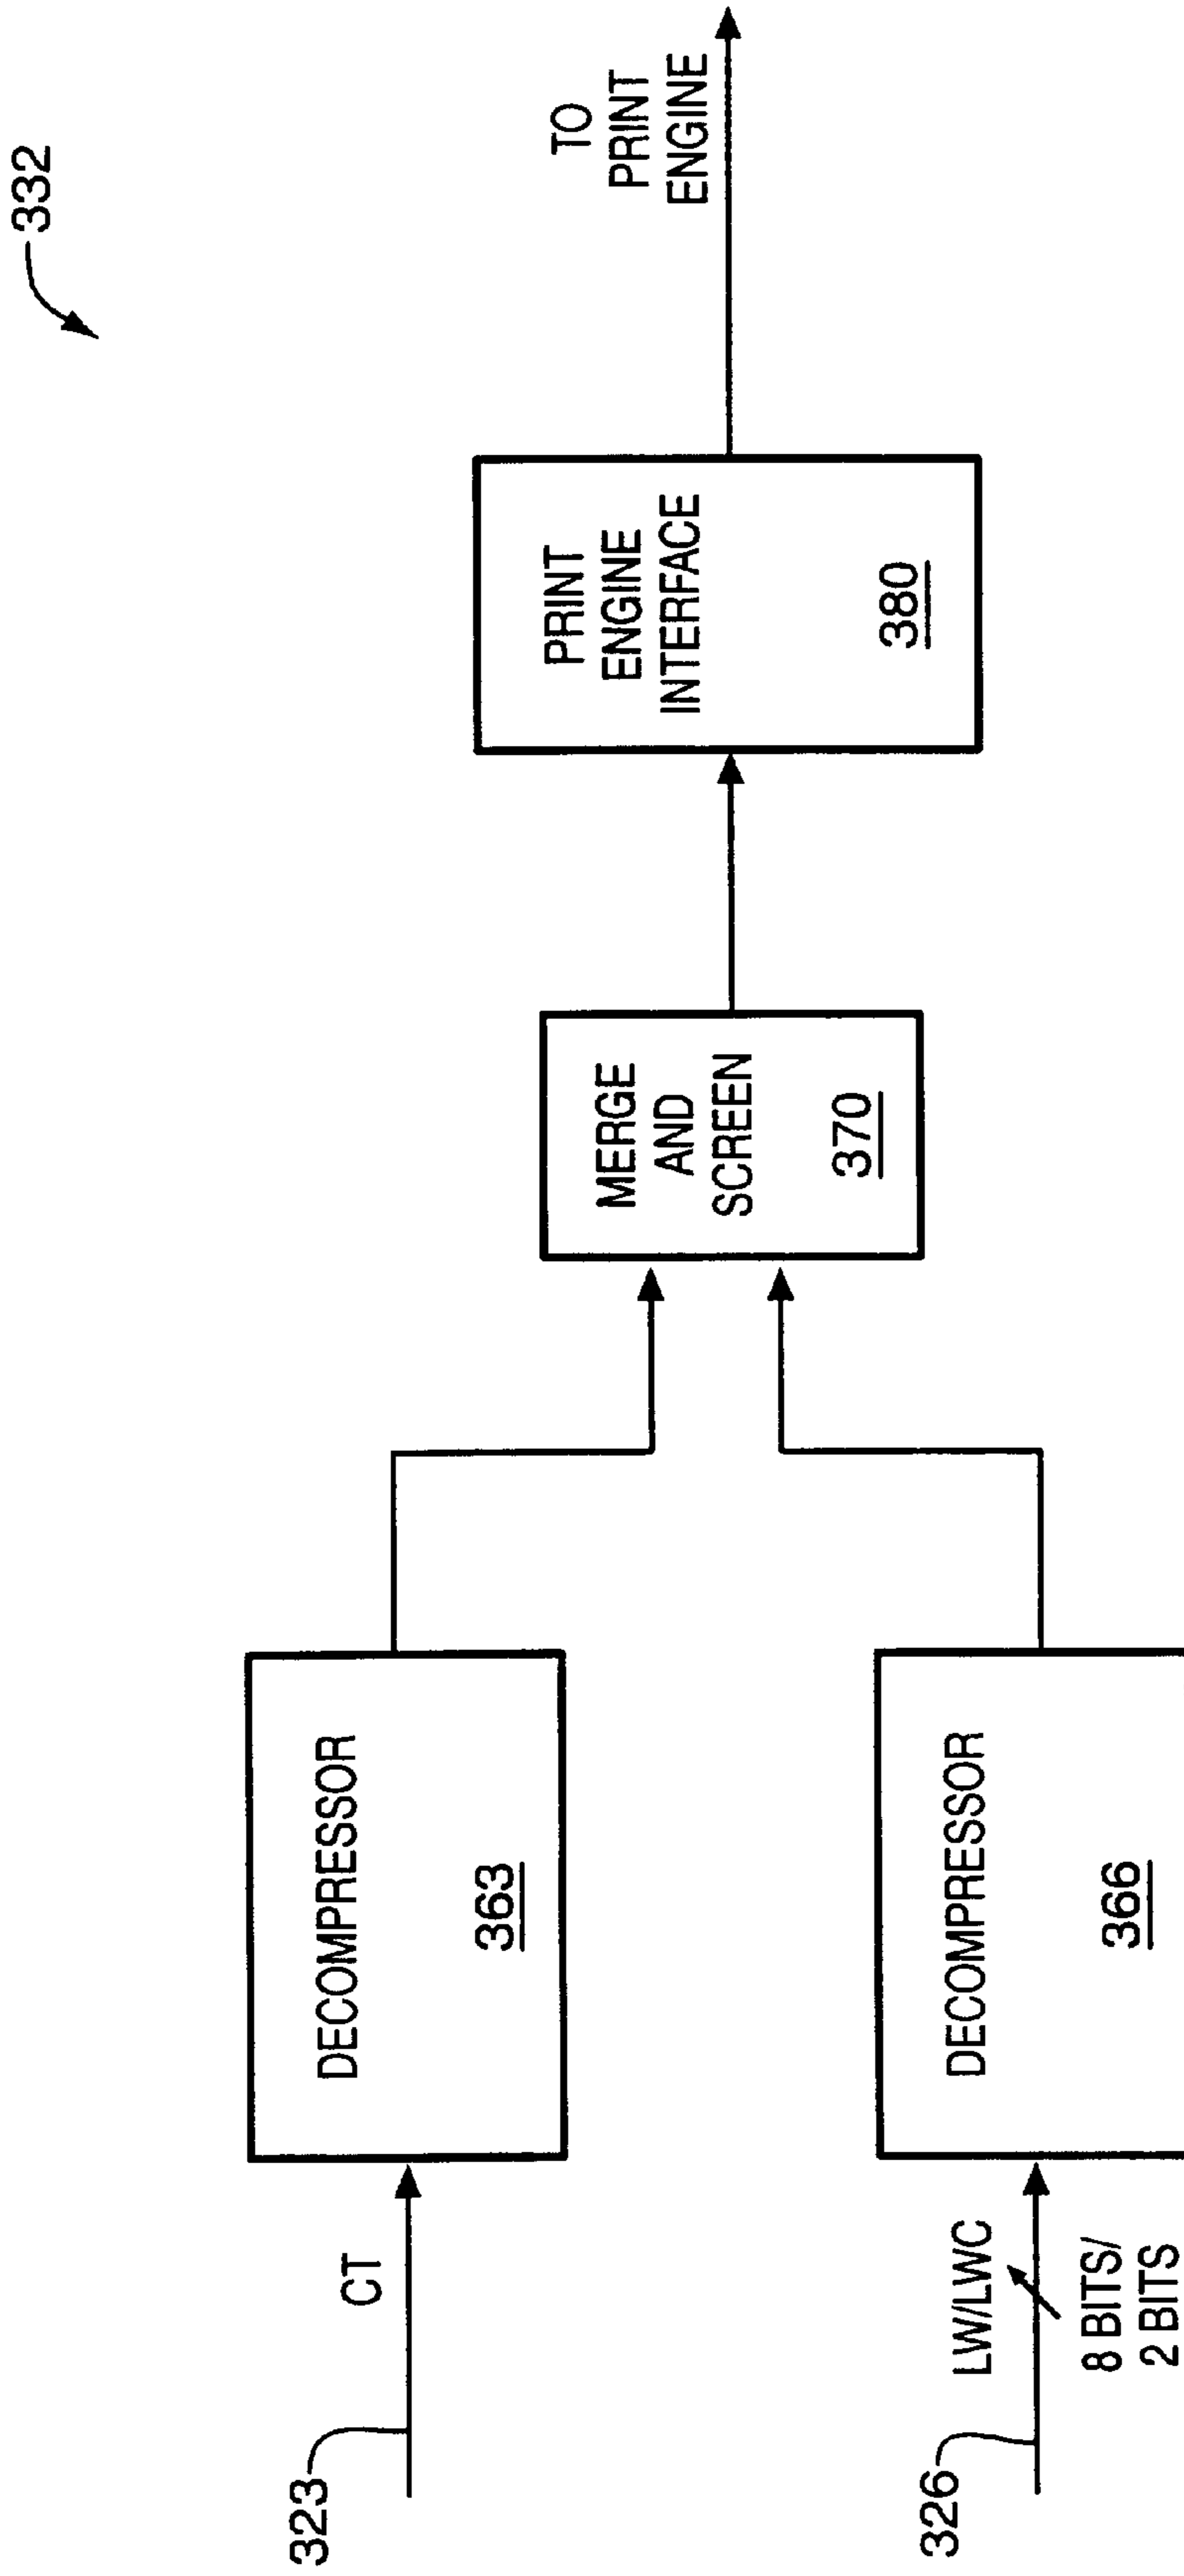 332
323
CT
DECOMPRESSOR
363
326
LW/LWC
8 BITS/
2 BITS
DECOMPRESSOR
366
MERGE
AND
SCREEN
370
PRINT
ENGINE
INTERFACE
380
TO
PRINT
ENGINE